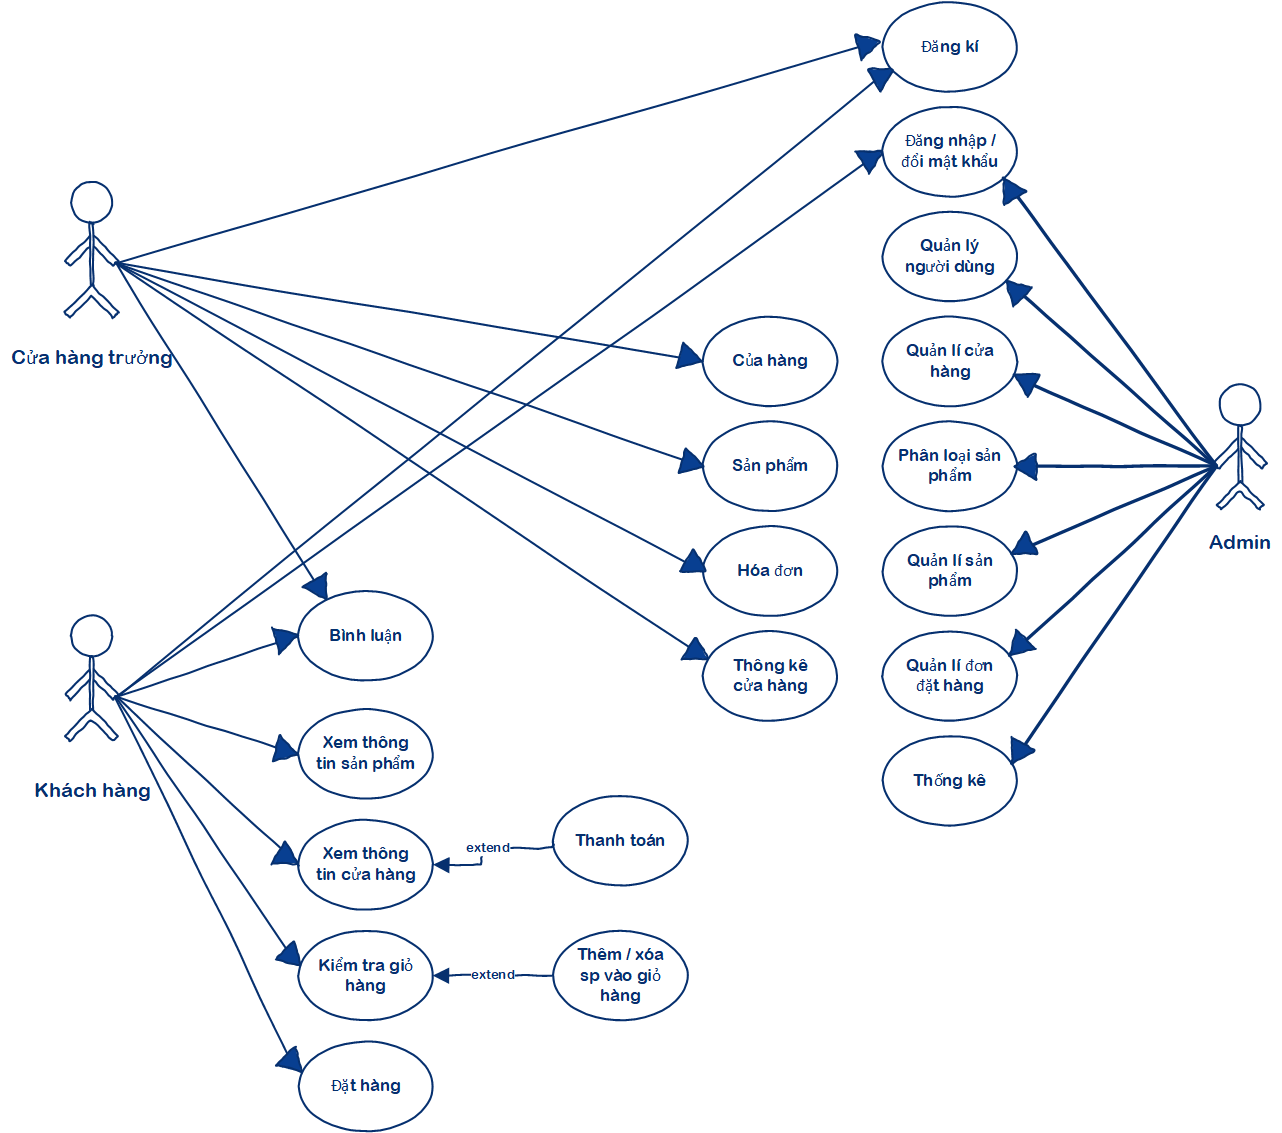 Đăng kí
Đăng nhập /
đổi mật khẩu
Quản lý
người dùng
Cửa hàng trưởng
Của hàng
Quản lí cửa
hàng
Sản phẩm
Phân loại sản
phẩm
Admin
Hóa đơn
Quản lí sản
phẩm
Bình luận
Thông kê
cửa hàng
Quản lí đơn
đặt hàng
Khách hàng
Xem thông
tin sản phẩm
Thống kê
Xem thông
tin cửa hàng
extend
Thanh toán
Kiểm tra giỏ
hàng
extend
Thêm / xóa
sp vào giỏ
hàng
Đặt hàng